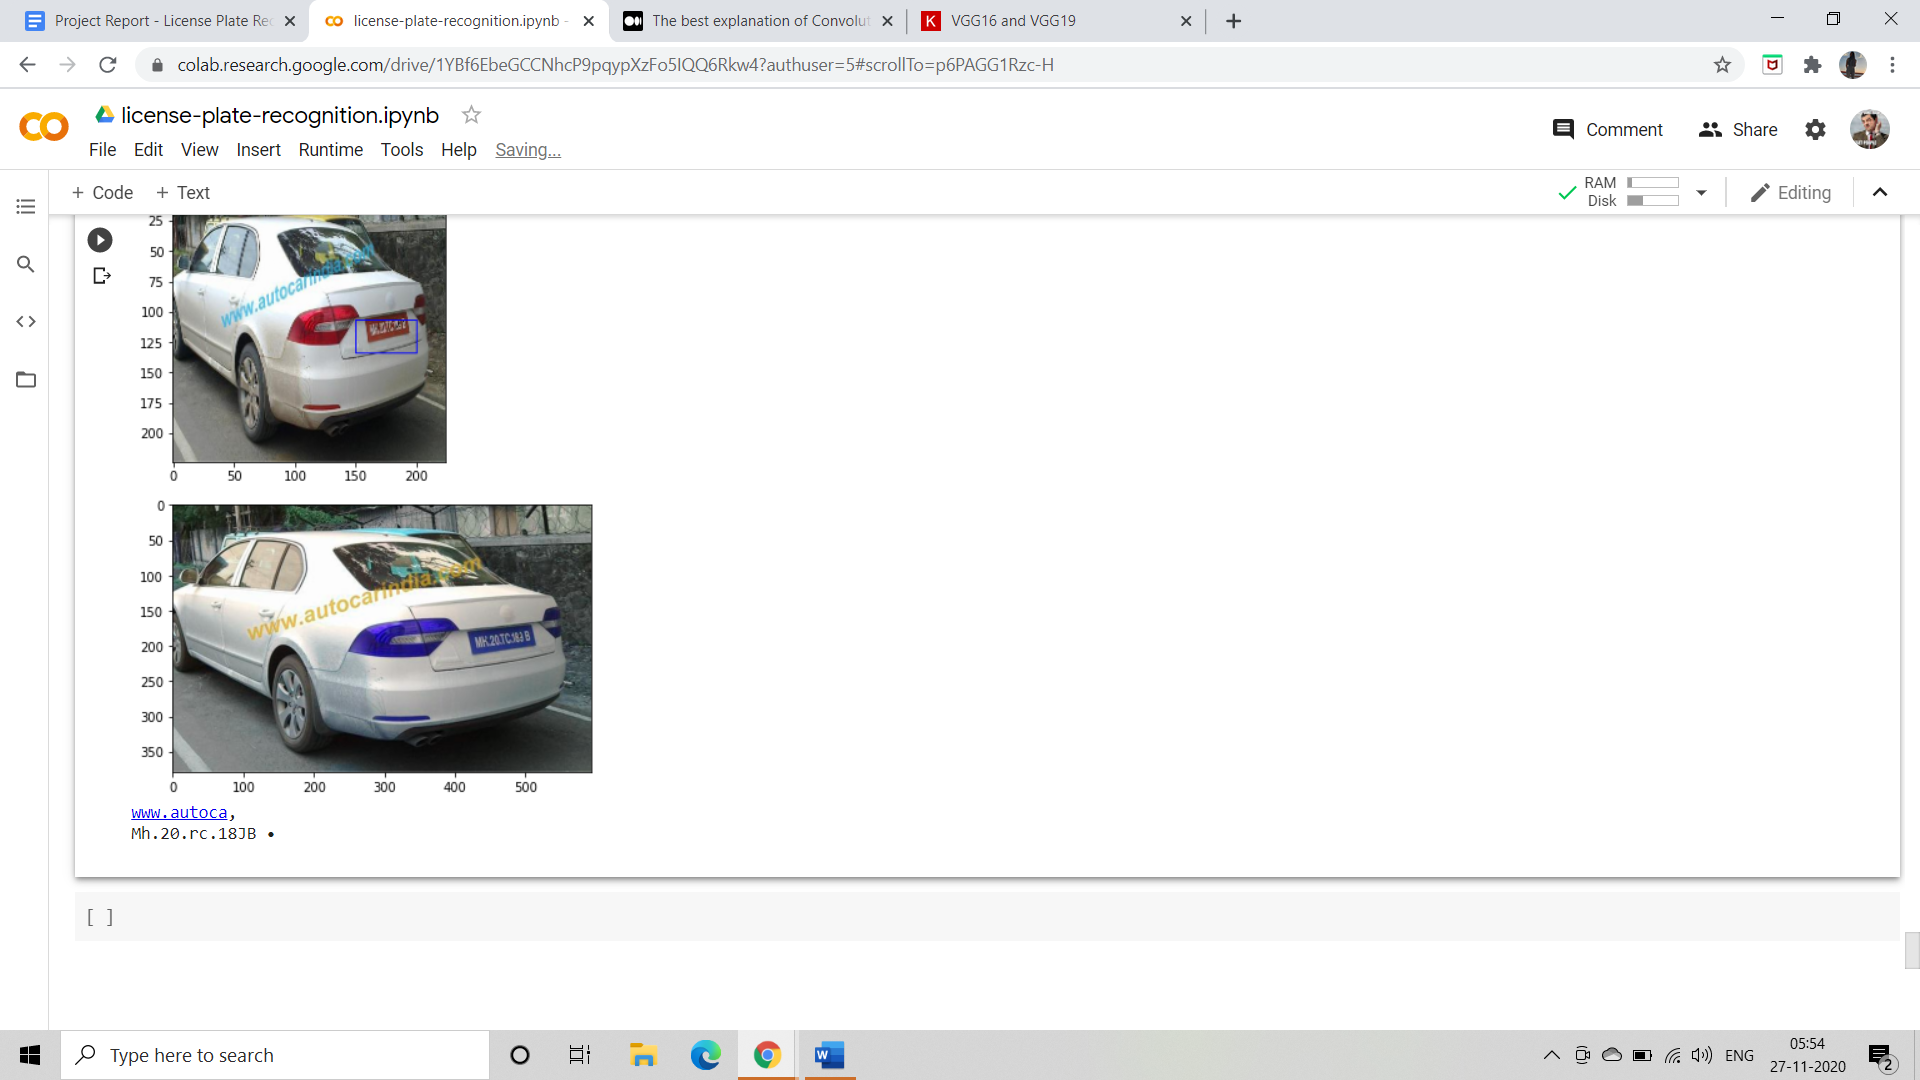 Project Report - License Plate Re
license-plate-recognition.ipynb -
The best explanation of Convolut
K
VGG16 and VGG19
colab.research.google.com/drive/1YBf6EbeGCCNhcP9pqypXzFo5IQQ6Rkw4?authuser=5#scrollTo=p6PAGG1Rzc-H
license-plate-recognition.ipynb
Comment
Share
File Edit View Insert Runtime Tools Help Saving...
+ Code + Text
RAM
Disk
Editing
25
50
75
100
125
150
175
200
www.autocarindia.com
0 50 100 150 200
0
50
100
150
200
250
300
350
www.autocarindia.com
MH.20.TC.183 B
0 100 200 300 400 500
www.autoca,
Mh.20.rc.18JB •
[ ]
Type here to search
W
ENG
05:54
27-11-2020
2